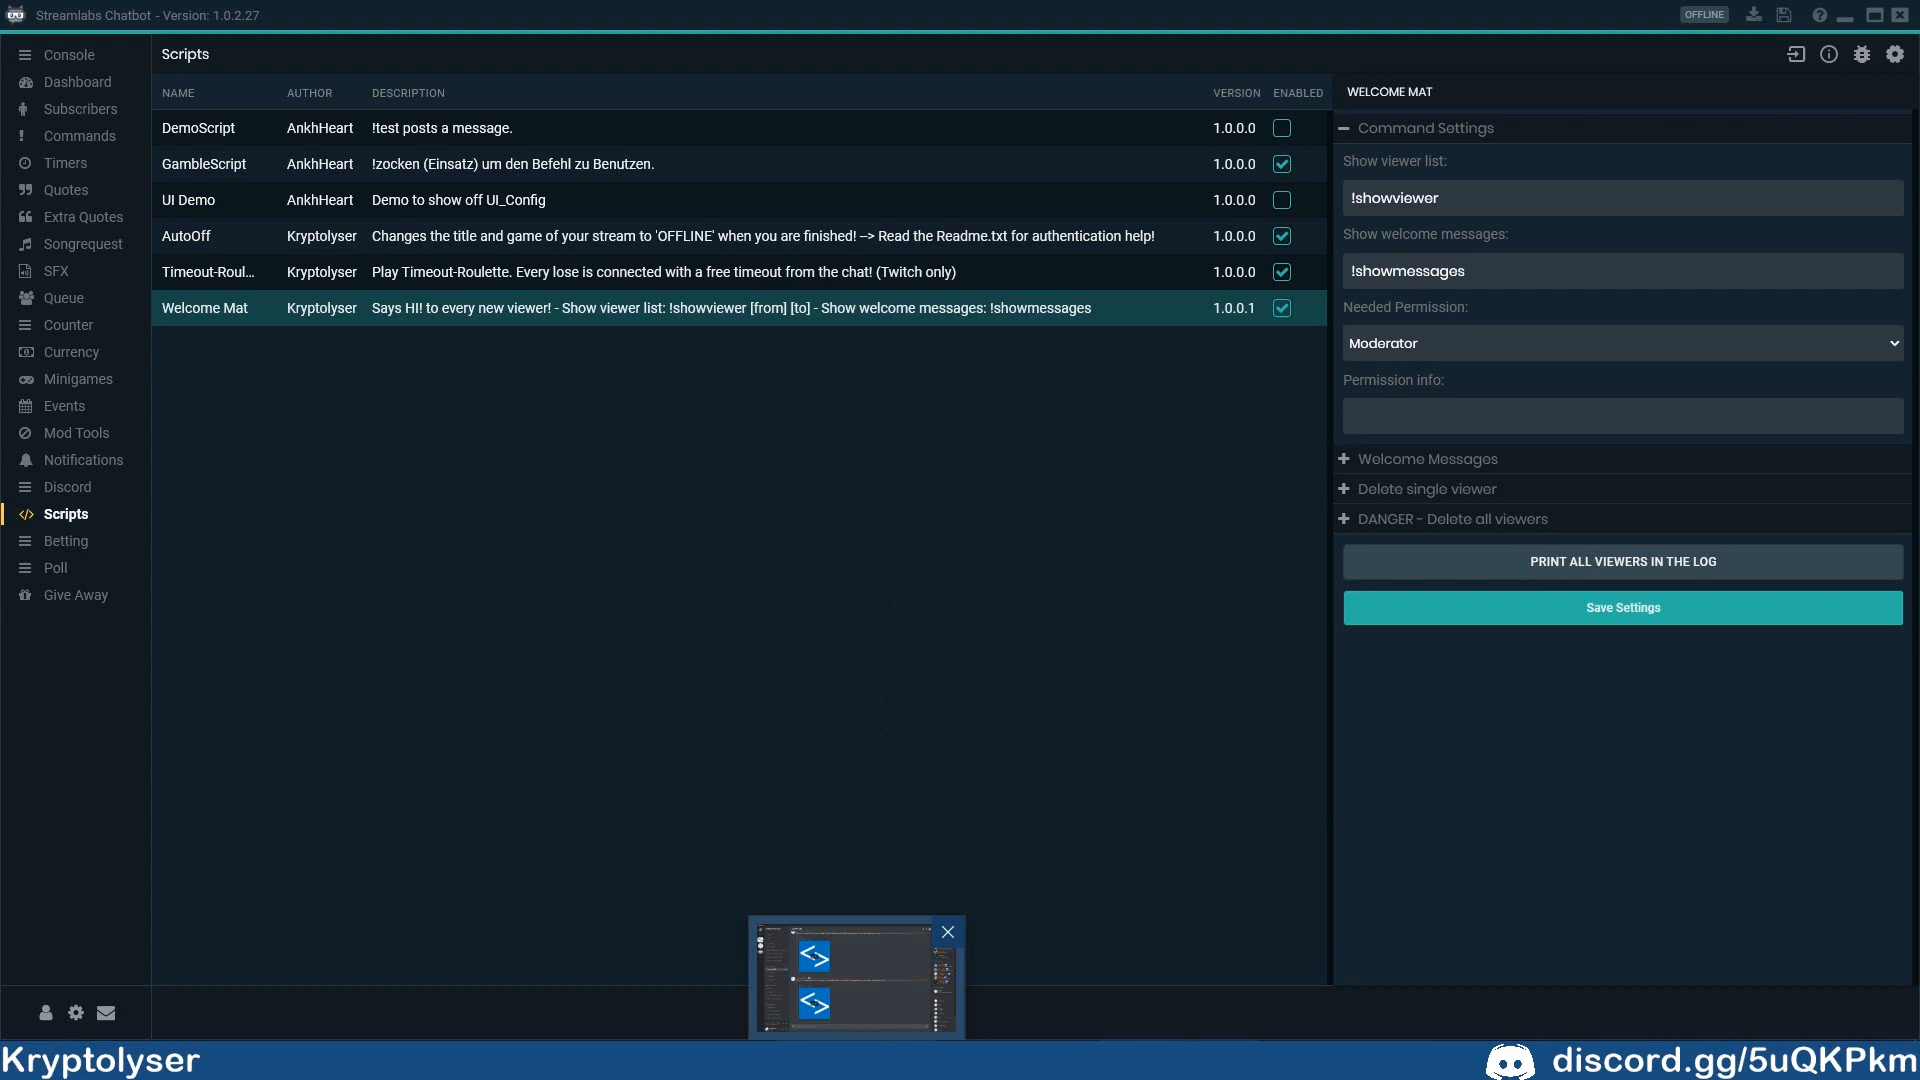 Streamlabs Chatbot - Version: 1.0.2.27
OFFLINE
Console
Dashboard
Subscribers
Commands
Timers
Quotes
Extra Quotes
Songrequest
SFX
Queue
Counter
Currency
Minigames
Events
Mod Tools
Notifications
Discord
Scripts
Betting
Poll
Give Away
Scripts
NAME AUTHOR DESCRIPTION VERSION ENABLED
DemoScript AnkhHeart !test posts a message. 1.0.0.0
GambleScript AnkhHeart !zocken (Einsatz) um den Befehl zu Benutzen. 1.0.0.0
UI Demo AnkhHeart Demo to show off UI_Config 1.0.0.0
AutoOff Kryptolyser Changes the title and game of your stream to 'OFFLINE' when you are finished! --> Read the Readme.txt for authentication help! 1.0.0.0
Timeout-Roul... Kryptolyser Play Timeout-Roulette. Every lose is connected with a free timeout from the chat! (Twitch only) 1.0.0.0
Welcome Mat Kryptolyser Says HI! to every new viewer! - Show viewer list: !showviewer [from] [to] - Show welcome messages: !showmessages 1.0.0.1
WELCOME MAT
Command Settings
Show viewer list:
!showviewer
Show welcome messages:
!showmessages
Needed Permission:
Moderator
Permission info:
Welcome Messages
Delete single viewer
DANGER - Delete all viewers
PRINT ALL VIEWERS IN THE LOG
Save Settings
Kryptolyser
discord.gg/5uQKPkm